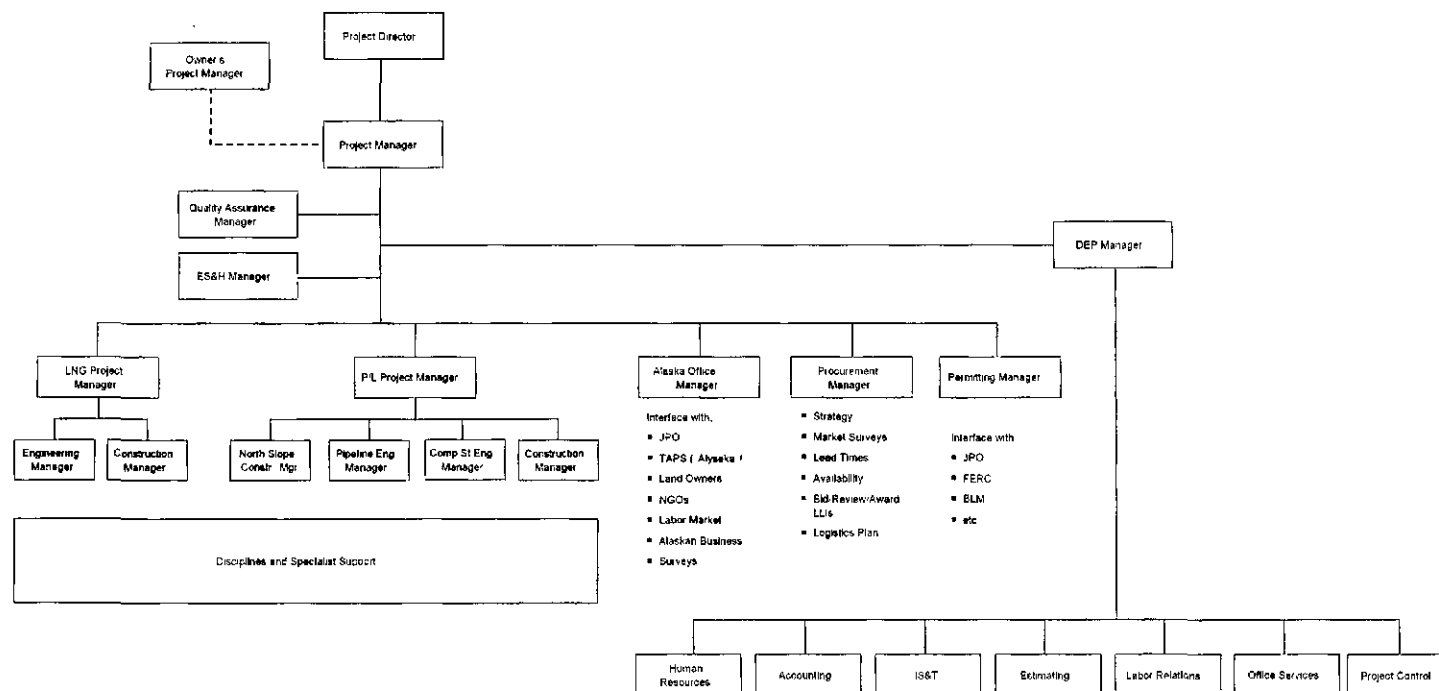 Project Director
Owner's
Project Manager
Project Manager
Quality Assurance
Manager
DEP Manager
ES&H Manager
LNG Project
Manager
P/L Project Manager
Alaska Office
Manager
Procurement
Manager
Permitting Manager
Engineering
Manager
Construction
Manager
North Slope
Constr Mgr
Pipeline Eng
Manager
Comp St Eng
Manager
Construction
Manager
Interface with,
▪ JPO
▪ TAPS ( Alyeska )
▪ Land Owners
▪ NGOs
▪ Labor Market
▪ Alaskan Business
▪ Surveys
▪ Strategy
▪ Market Surveys
▪ Lead Times
▪ Availability
▪ Bid-Review/Award
LLIs
▪ Logistics Plan
Interface with
▪ JPO
▪ FERC
▪ BLM
▪ etc
Disciplines and Specialist Support
Human
Resources
Accounting
IS&T
Estimating
Labor Relations
Office Services
Project Control